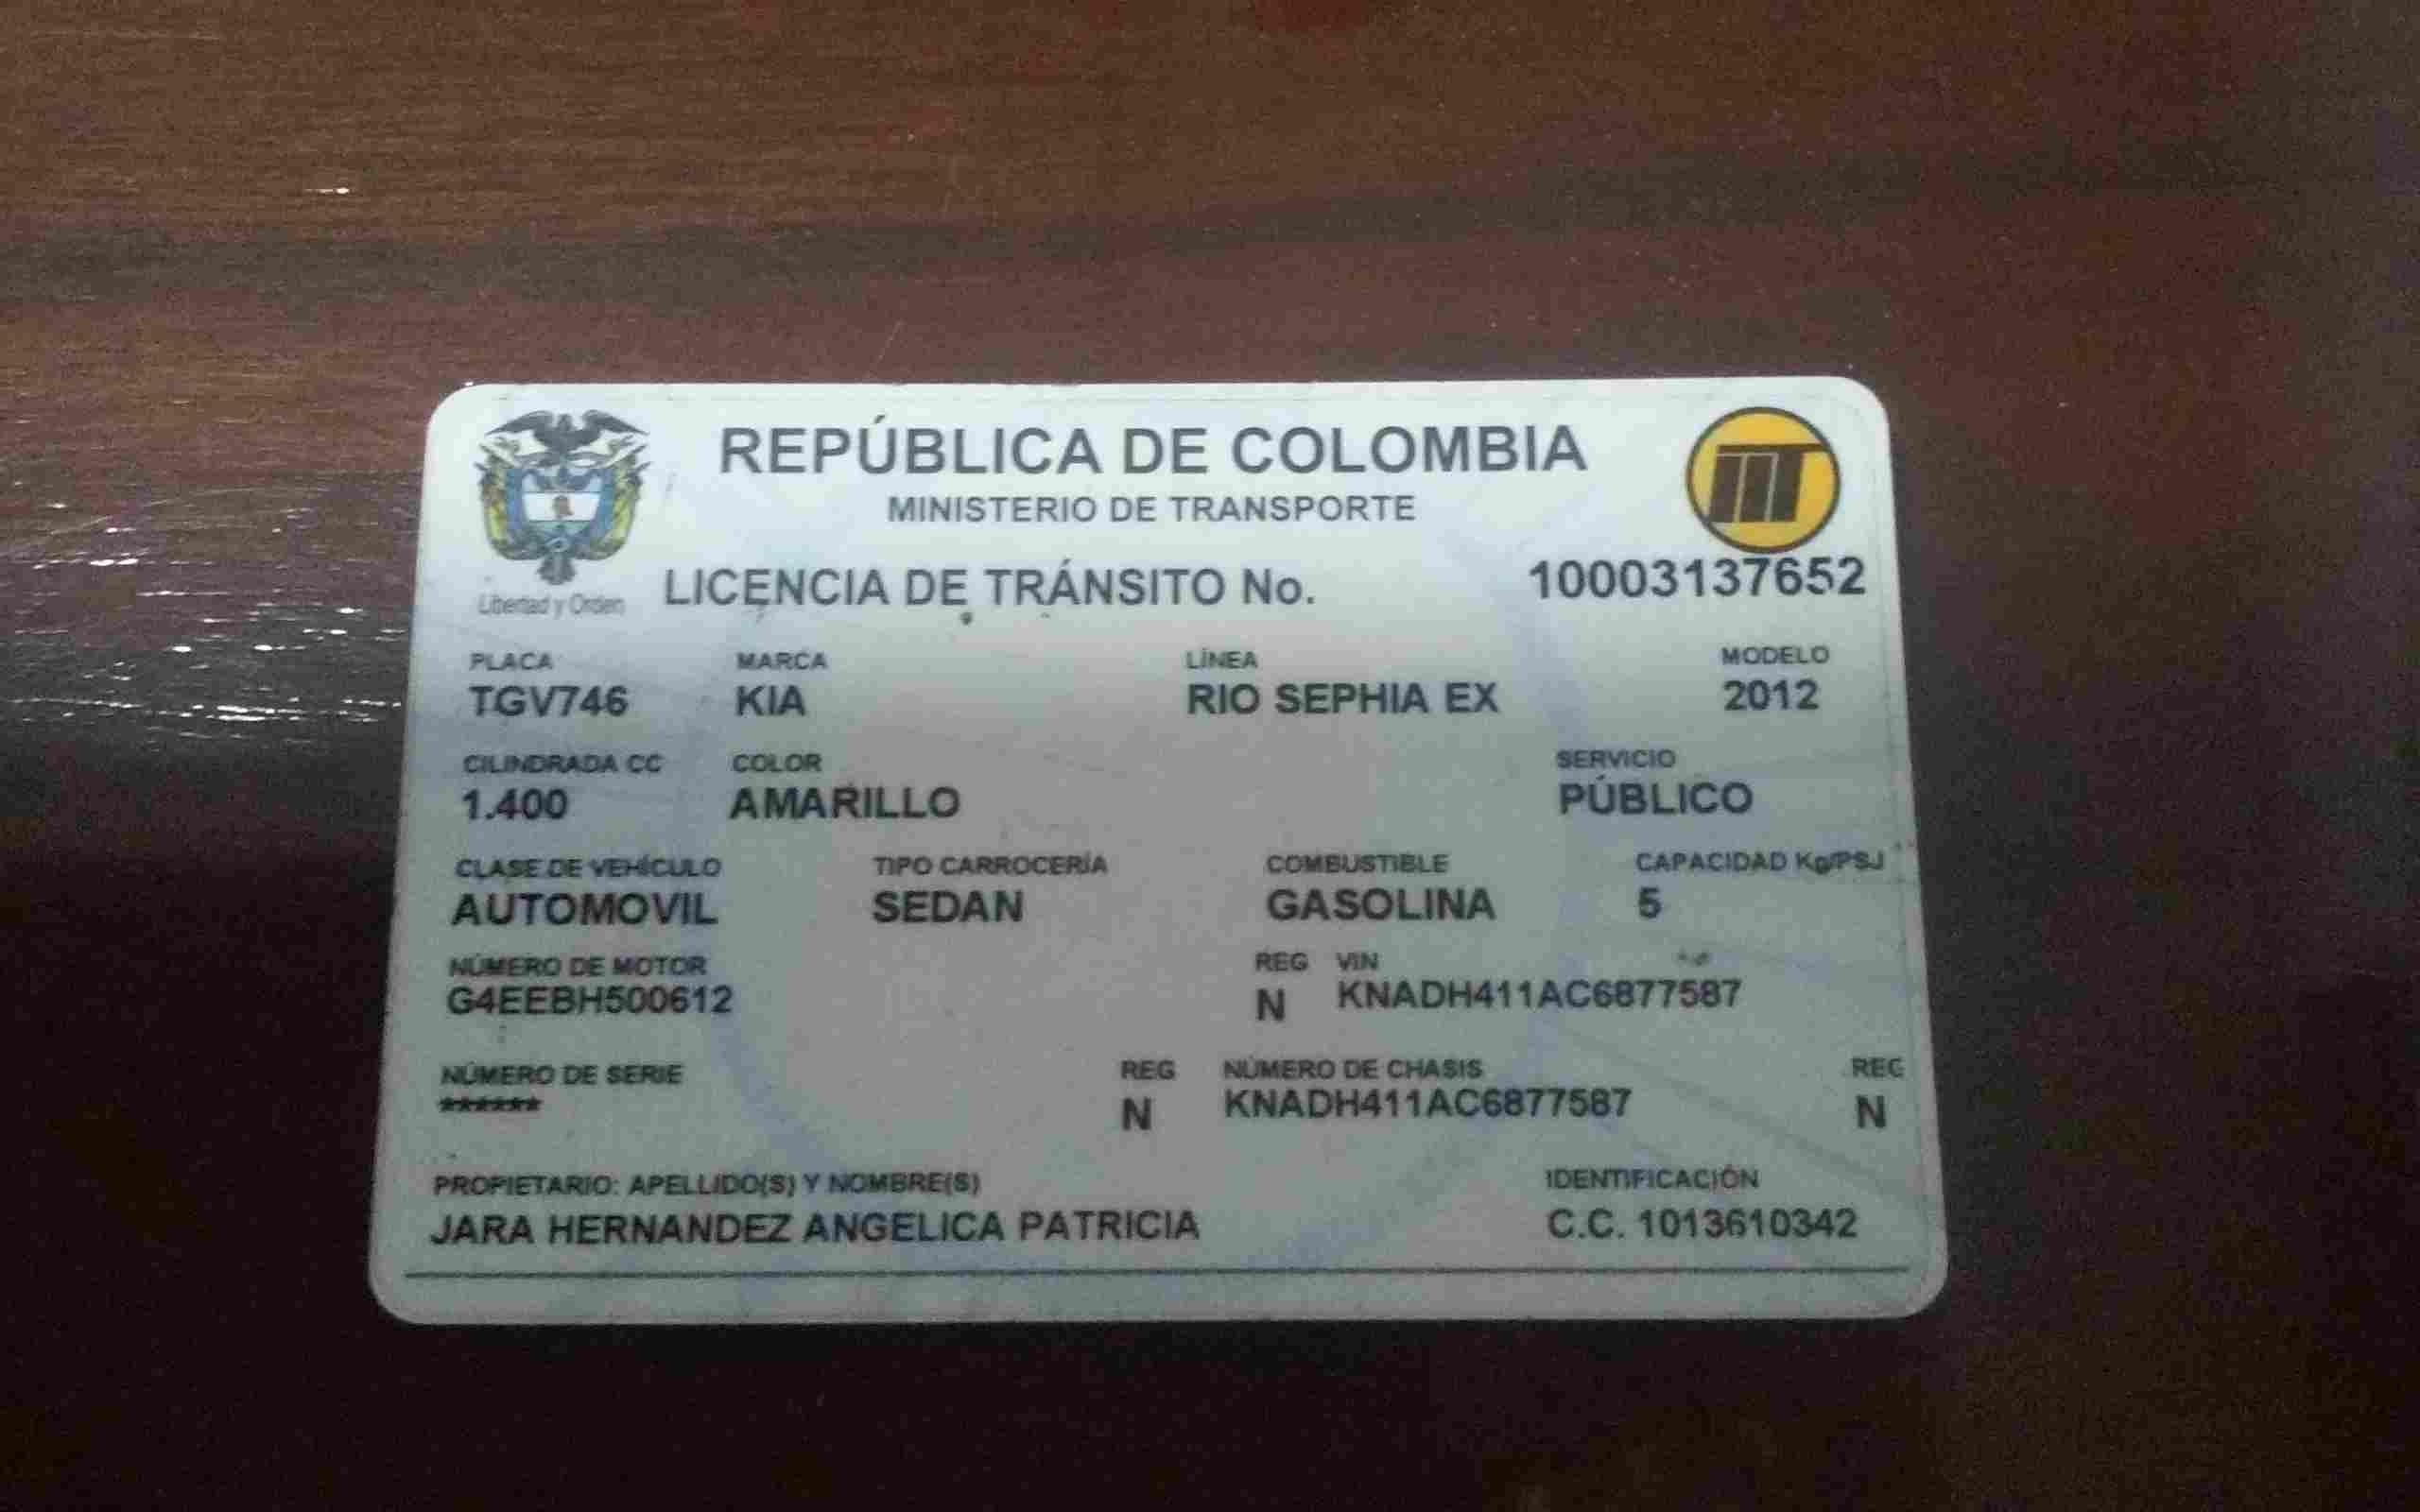 REPÚBLICA DE COLOMBIA
MINISTERIO DE TRANSPORTE
Libertad y Orden
LICENCIA DE TRÁNSITO No. 10003137652
PLACA MARCA LÍNEA MODELO
TGV746 KIA RIO SEPHIA EX 2012
CILINDRADA CC COLOR SERVICIO
1.400 AMARILLO PÚBLICO
CLASE DE VEHÍCULO TIPO CARROCERÍA COMBUSTIBLE CAPACIDAD Kg/PSJ
AUTOMOVIL SEDAN GASOLINA 5
NÚMERO DE MOTOR REG VIN
G4EEBH500612 N KNADH411AC6877587
NÚMERO DE SERIE REG NÚMERO DE CHASIS REG
****** N KNADH411AC6877587 N
PROPIETARIO: APELLIDO(S) Y NOMBRE(S) IDENTIFICACIÓN
JARA HERNANDEZ ANGELICA PATRICIA C.C. 1013610342